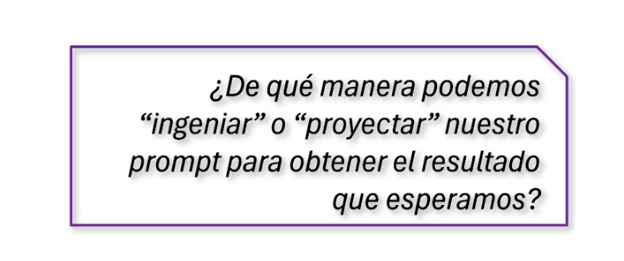 ¿De qué manera podemos
“ingeniar” o “proyectar” nuestro
prompt para obtener el resultado
que esperamos?